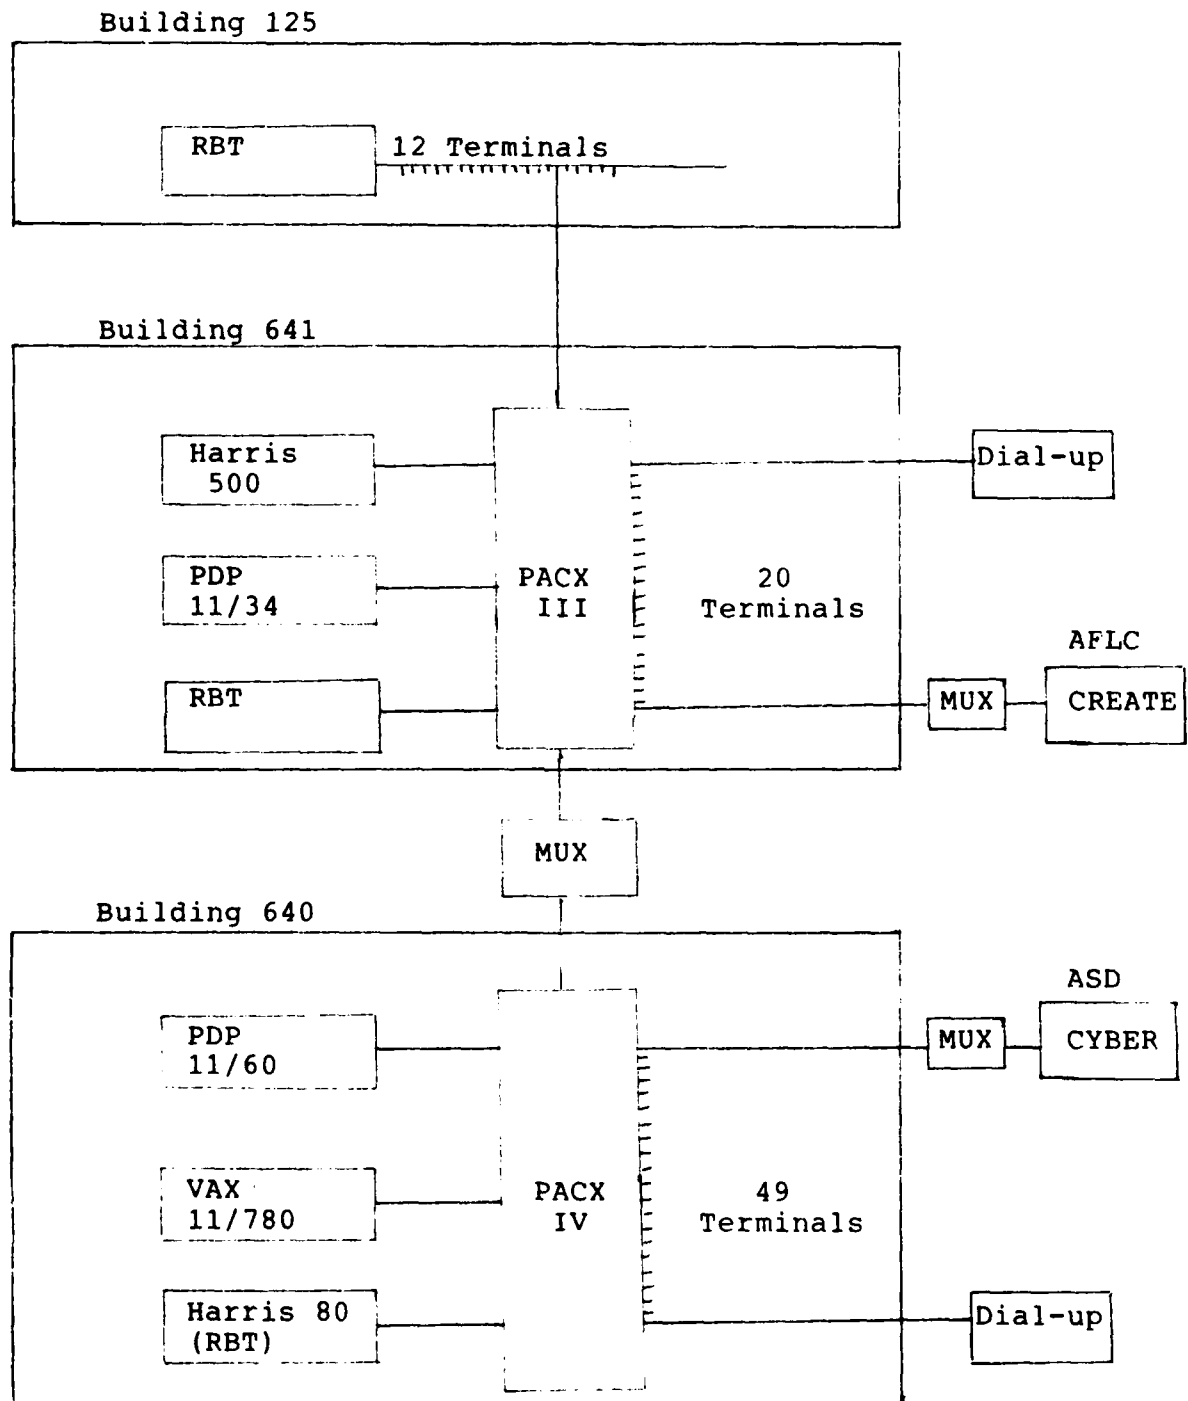 Building 125
RBT
12 Terminals
Building 641
Harris
500
Dial-up
PDP
11/34
PACX
III
20
Terminals
AFLC
RBT
MUX
CREATE
MUX
Building 640
ASD
PDP
11/60
MUX
CYBER
VAX
11/780
PACX
IV
49
Terminals
Harris 80
(RBT)
Dial-up